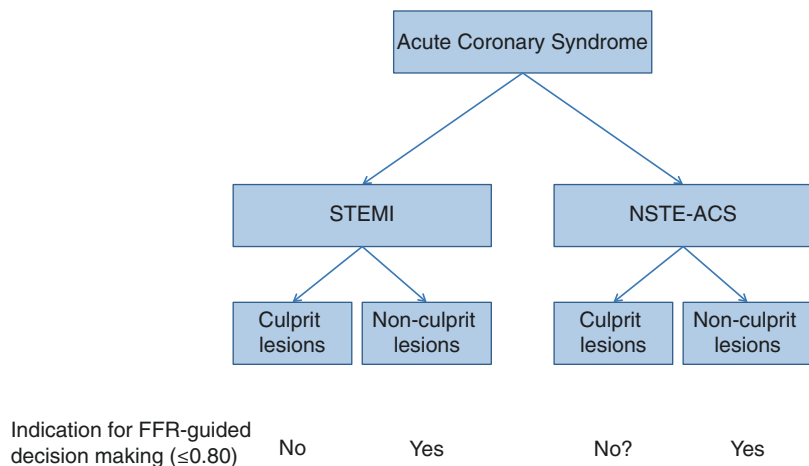 Acute Coronary Syndrome
STEMI
NSTE-ACS
Culprit
lesions
Non-culprit
lesions
Culprit
lesions
Non-culprit
lesions
Indication for FFR-guided
decision making (≤0.80)
No
Yes
No?
Yes